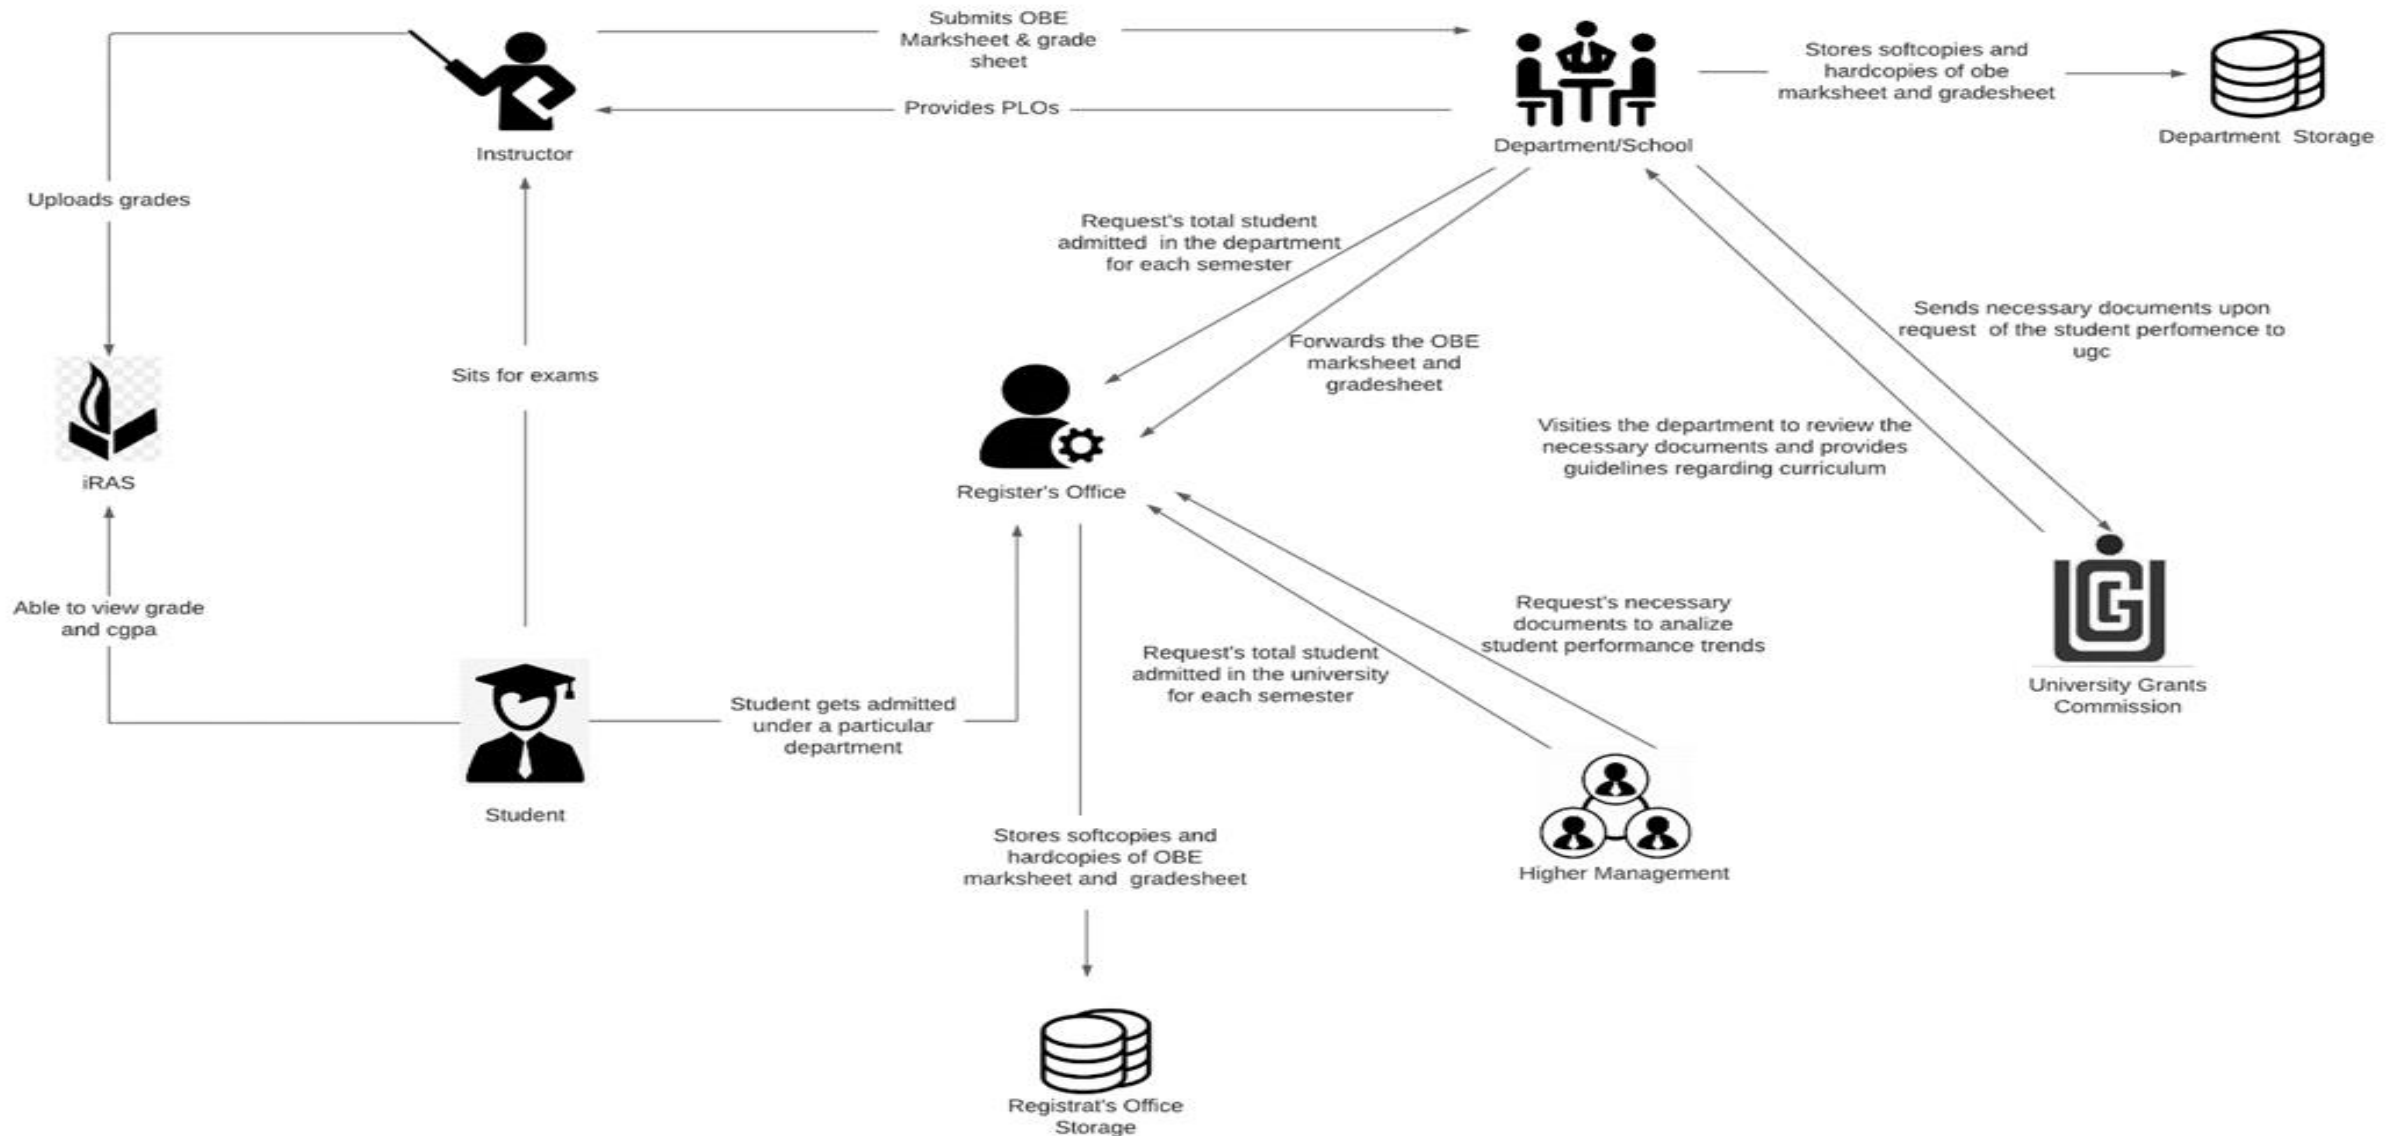 Submits OBE
Marksheet & grade
sheet
Provides PLOs
Instructor
Department/School
Stores softcopies and
hardcopies of obe
marksheet and gradesheet
Department Storage
Uploads grades
Request's total student
admitted in the department
for each semester
Forwards the OBE
marksheet and
gradesheet
Sends necessary documents upon
request of the student perfomence to
ugc
Sits for exams
Visities the department to review the
necessary documents and provides
guidelines regarding curriculum
iRAS
Register's Office
Able to view grade
and cgpa
Request's necessary
documents to analize
student performance trends
Request's total student
admitted in the university
for each semester
University Grants
Commission
Student gets admitted
under a particular
department
Student
Stores softcopies and
hardcopies of OBE
marksheet and gradesheet
Higher Management
Registrat's Office
Storage